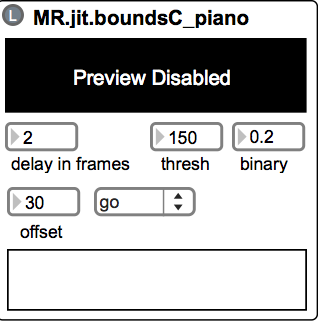 L MR.jit.boundsC_piano
Preview Disabled
2 150 0.2
delay in frames thresh binary
30 go
offset